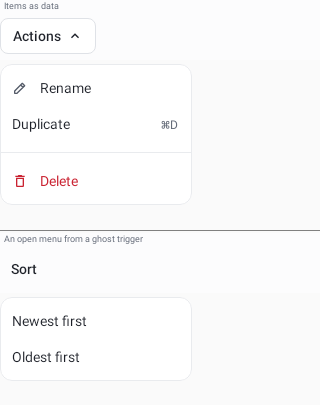 Items as data
Actions
Rename
Duplicate ⌘D
Delete
An open menu from a ghost trigger
Sort
Newest first
Oldest first